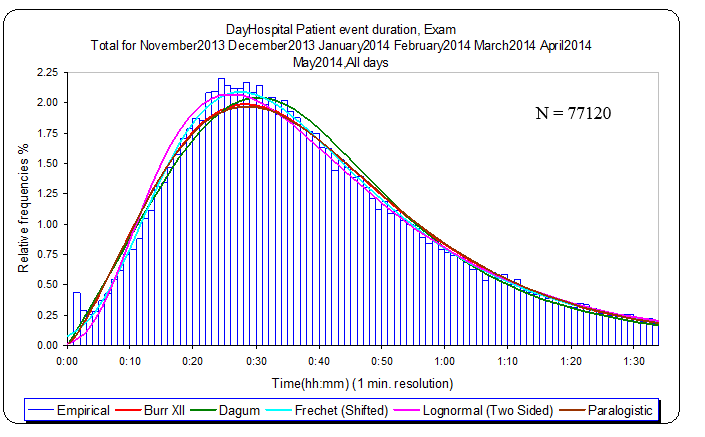 DayHospital Patient event duration, Exam
Total for November2013 December2013 January2014 February2014 March2014 April2014
May2014,All days
N = 77120
Relative frequencies %
2.25
2.00
1.75
1.50
1.25
1.00
0.75
0.50
0.25
0.00
0:00 0:10 0:20 0:30 0:40 0:50 1:00 1:10 1:20 1:30
Time(hh:mm) (1 min. resolution)
Empirical Burr XII Dagum Frechet (Shifted) Lognormal (Two Sided) Paralogistic